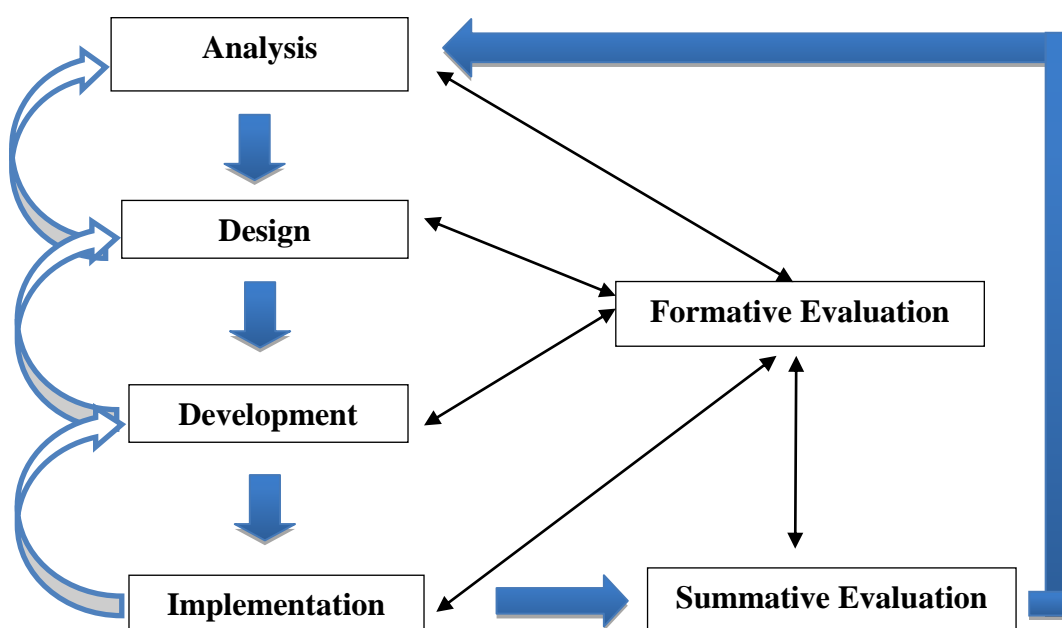 Analysis
Design
Formative Evaluation
Development
Implementation
Summative Evaluation